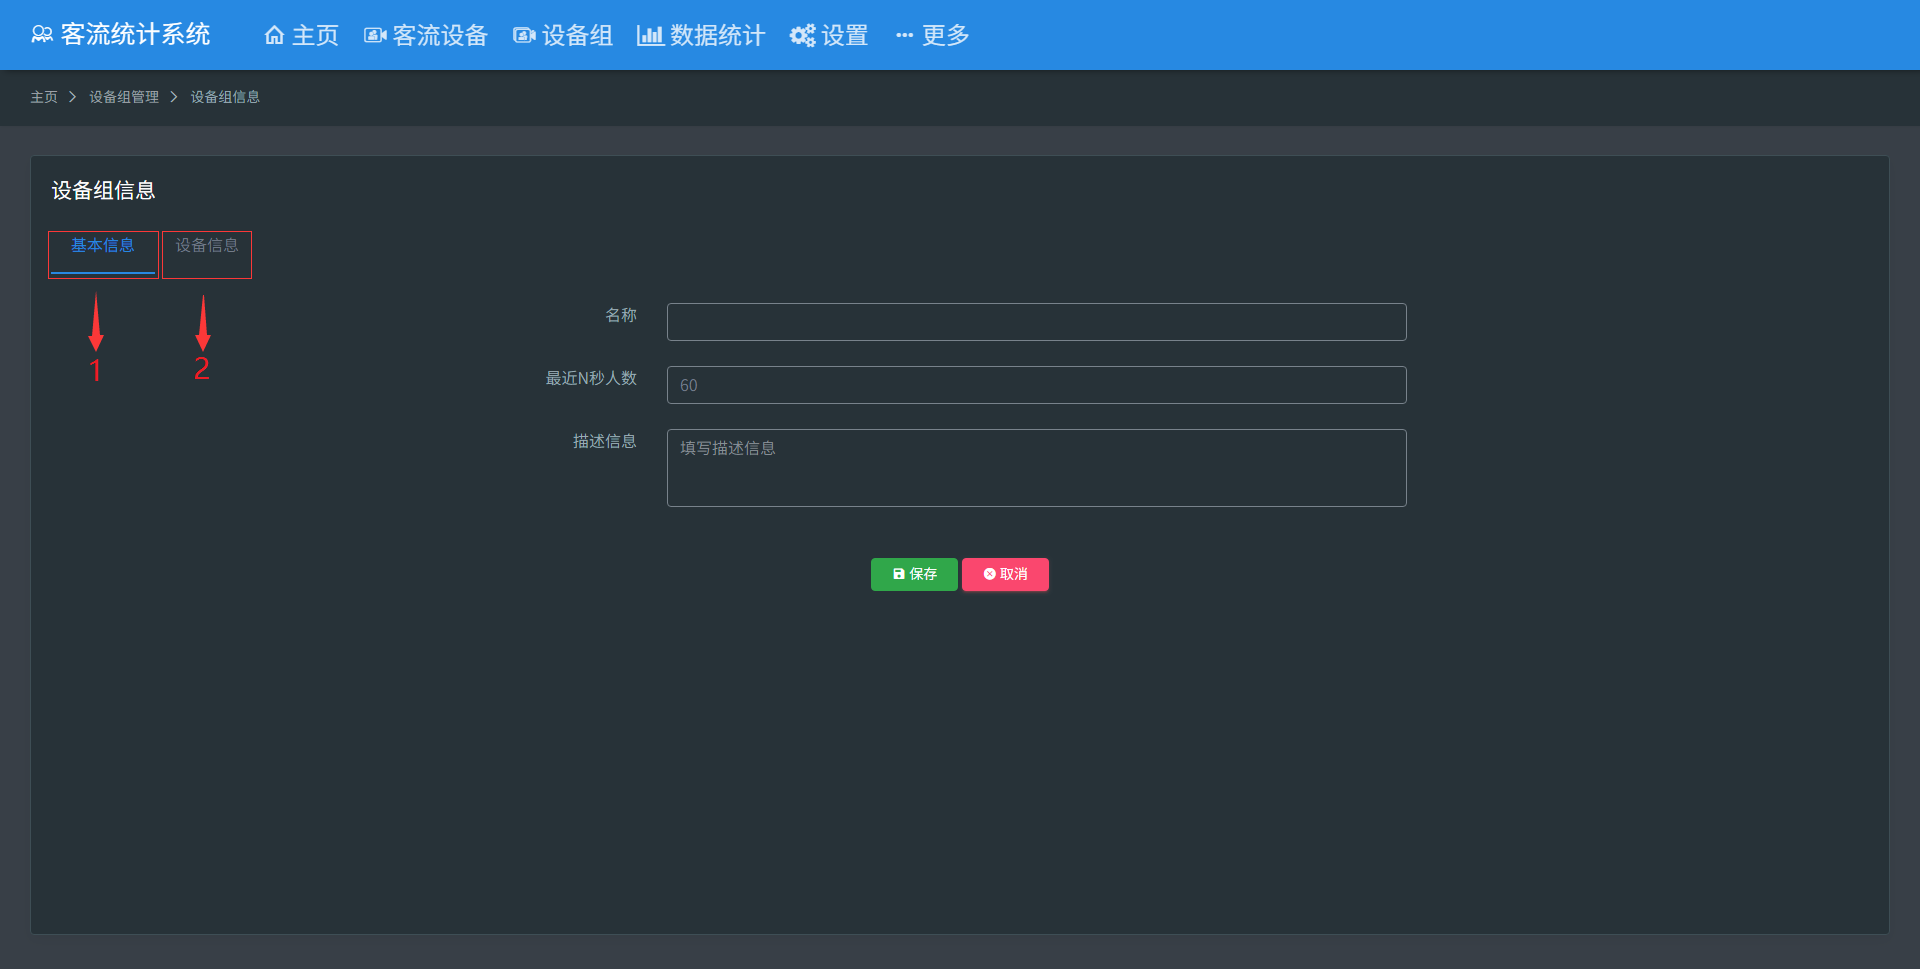 客流统计系统 主页 客流设备 设备组 数据统计 设置 更多
主页 设备组管理 设备组信息
设备组信息
基本信息 设备信息
1 2
名称
最近N秒人数 60
描述信息 填写描述信息
保存 取消